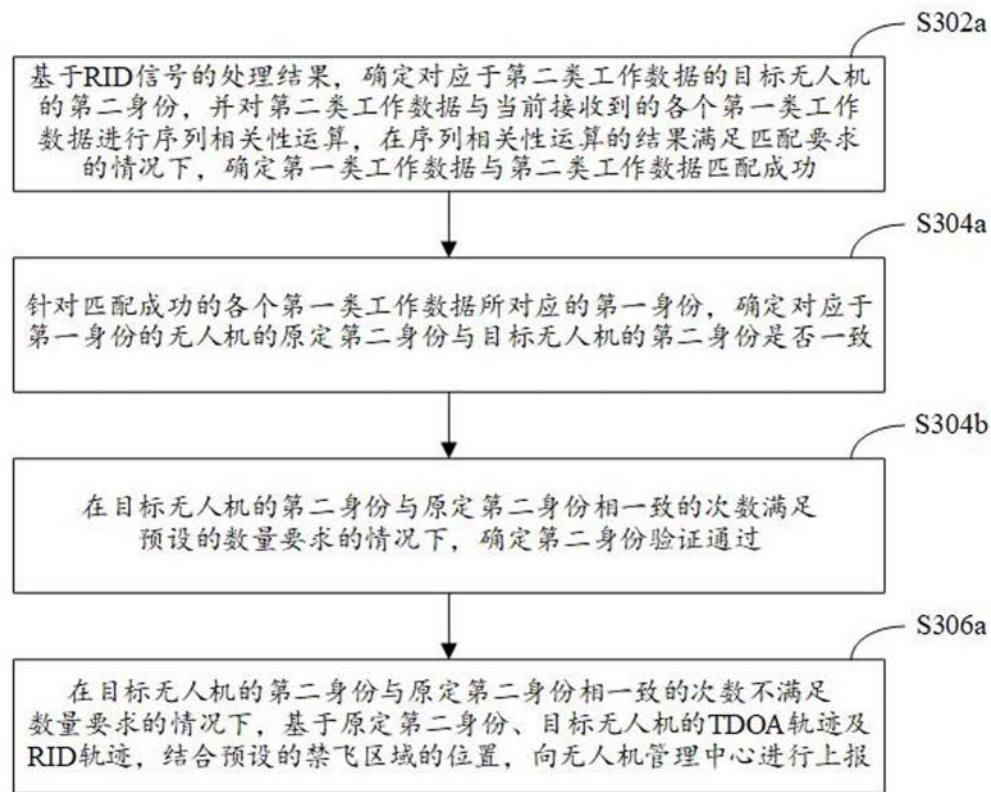 S302a
基于RID信号的处理结果，确定对应于第二类工作数据的目标无人机
的第二身份，并对第二类工作数据与当前接收到的各个第一类工作
数据进行序列相关性运算，在序列相关性运算的结果满足匹配要求
的情况下，确定第一类工作数据与第二类工作数据匹配成功
S304a
针对匹配成功的各个第一类工作数据所对应的第一身份，确定对应于
第一身份的无人机的原定第二身份与目标无人机的第二身份是否一致
S304b
在目标无人机的第二身份与原定第二身份相一致的次数满足
预设的数量要求的情况下，确定第二身份验证通过
S306a
在目标无人机的第二身份与原定第二身份相一致的次数不满足
数量要求的情况下，基于原定第二身份、目标无人机的TDOA轨迹及
RID轨迹，结合预设的禁飞区域的位置，向无人机管理中心进行上报